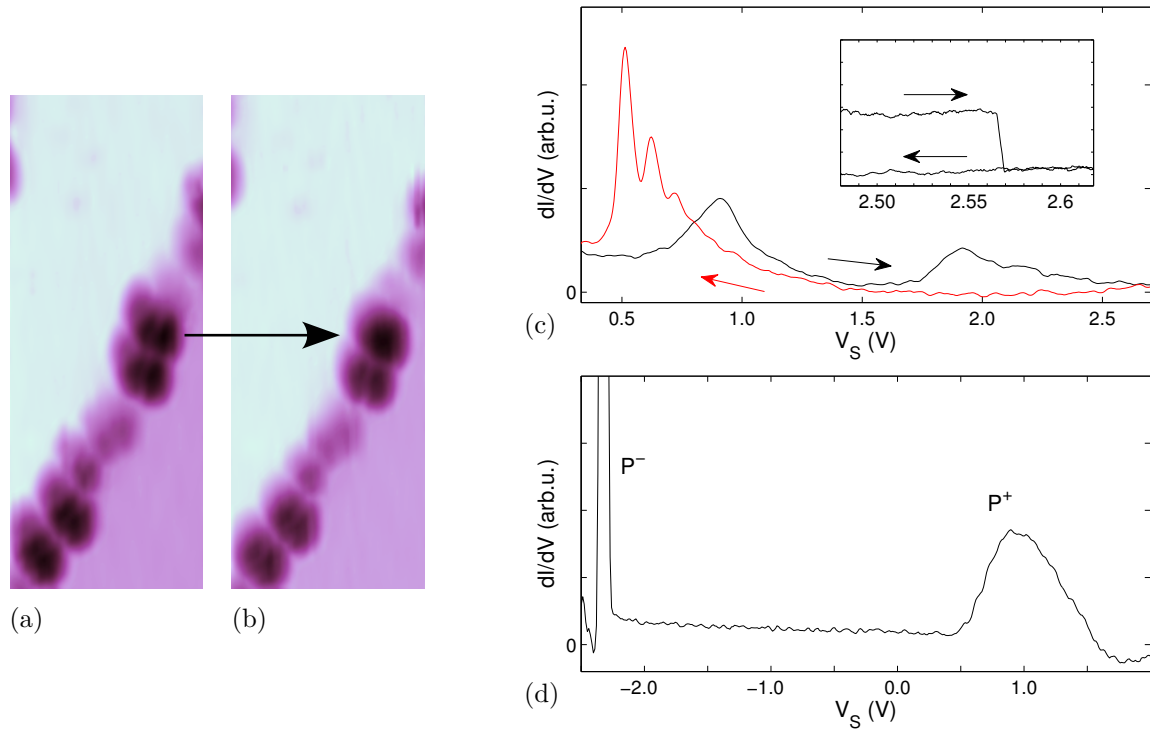 (a)
(b)
dI/dV (arb.u.)
0
0.5 1.0 1.5 2.0 2.5
V_S (V)
2.50 2.55 2.6
(c)
dI/dV (arb.u.)
0
P⁻
P⁺
−2.0 −1.0 0.0 1.0
V_S (V)
(d)